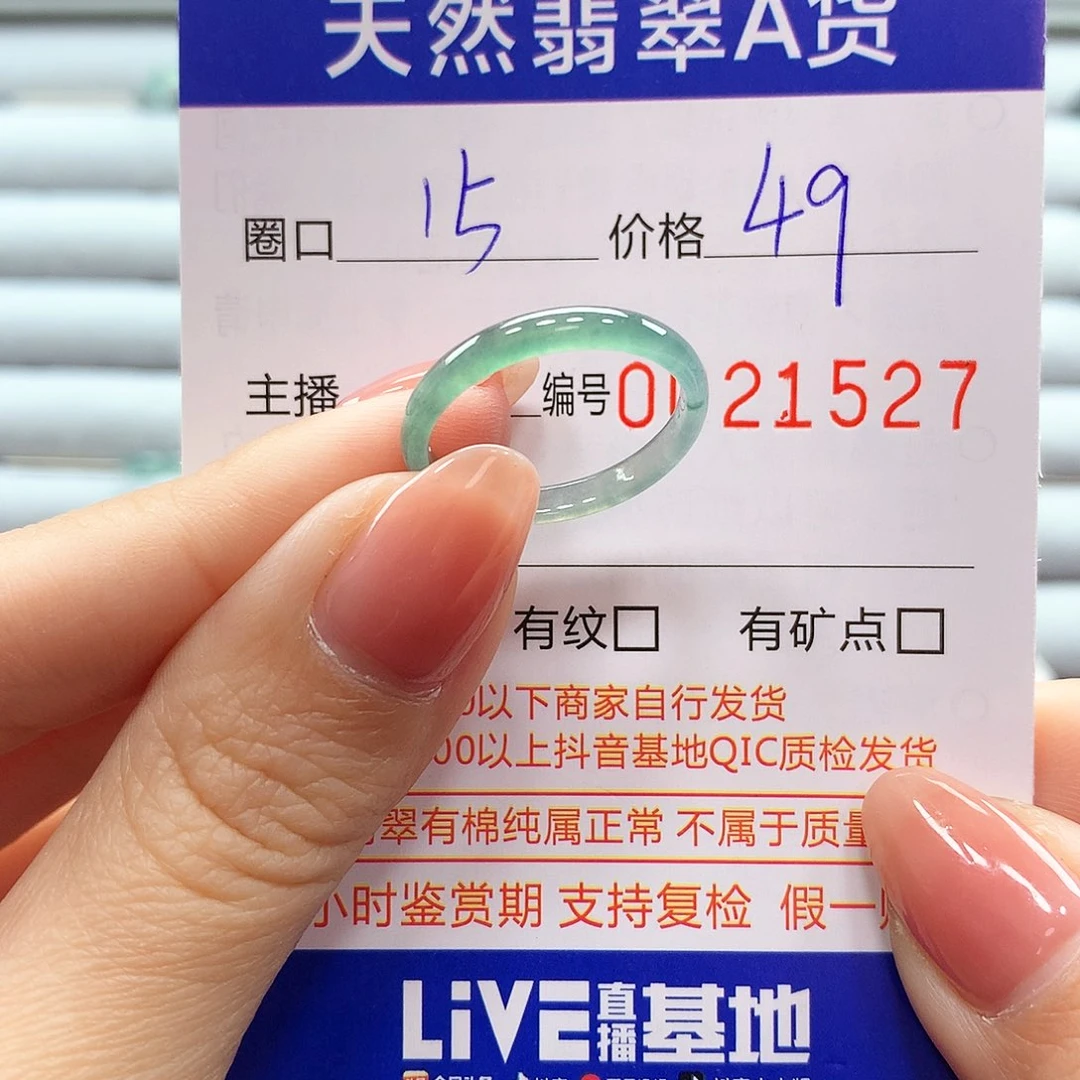 天然翡翠A货
圈口 15 价格 49
主播 编号 0 21527
有纹□ 有矿点□
0以下商家自行发货
00以上抖音基地QIC质检发货
翠有棉纯属正常 不属于质量
小时鉴赏期 支持复检 假一
LiVE直播基地